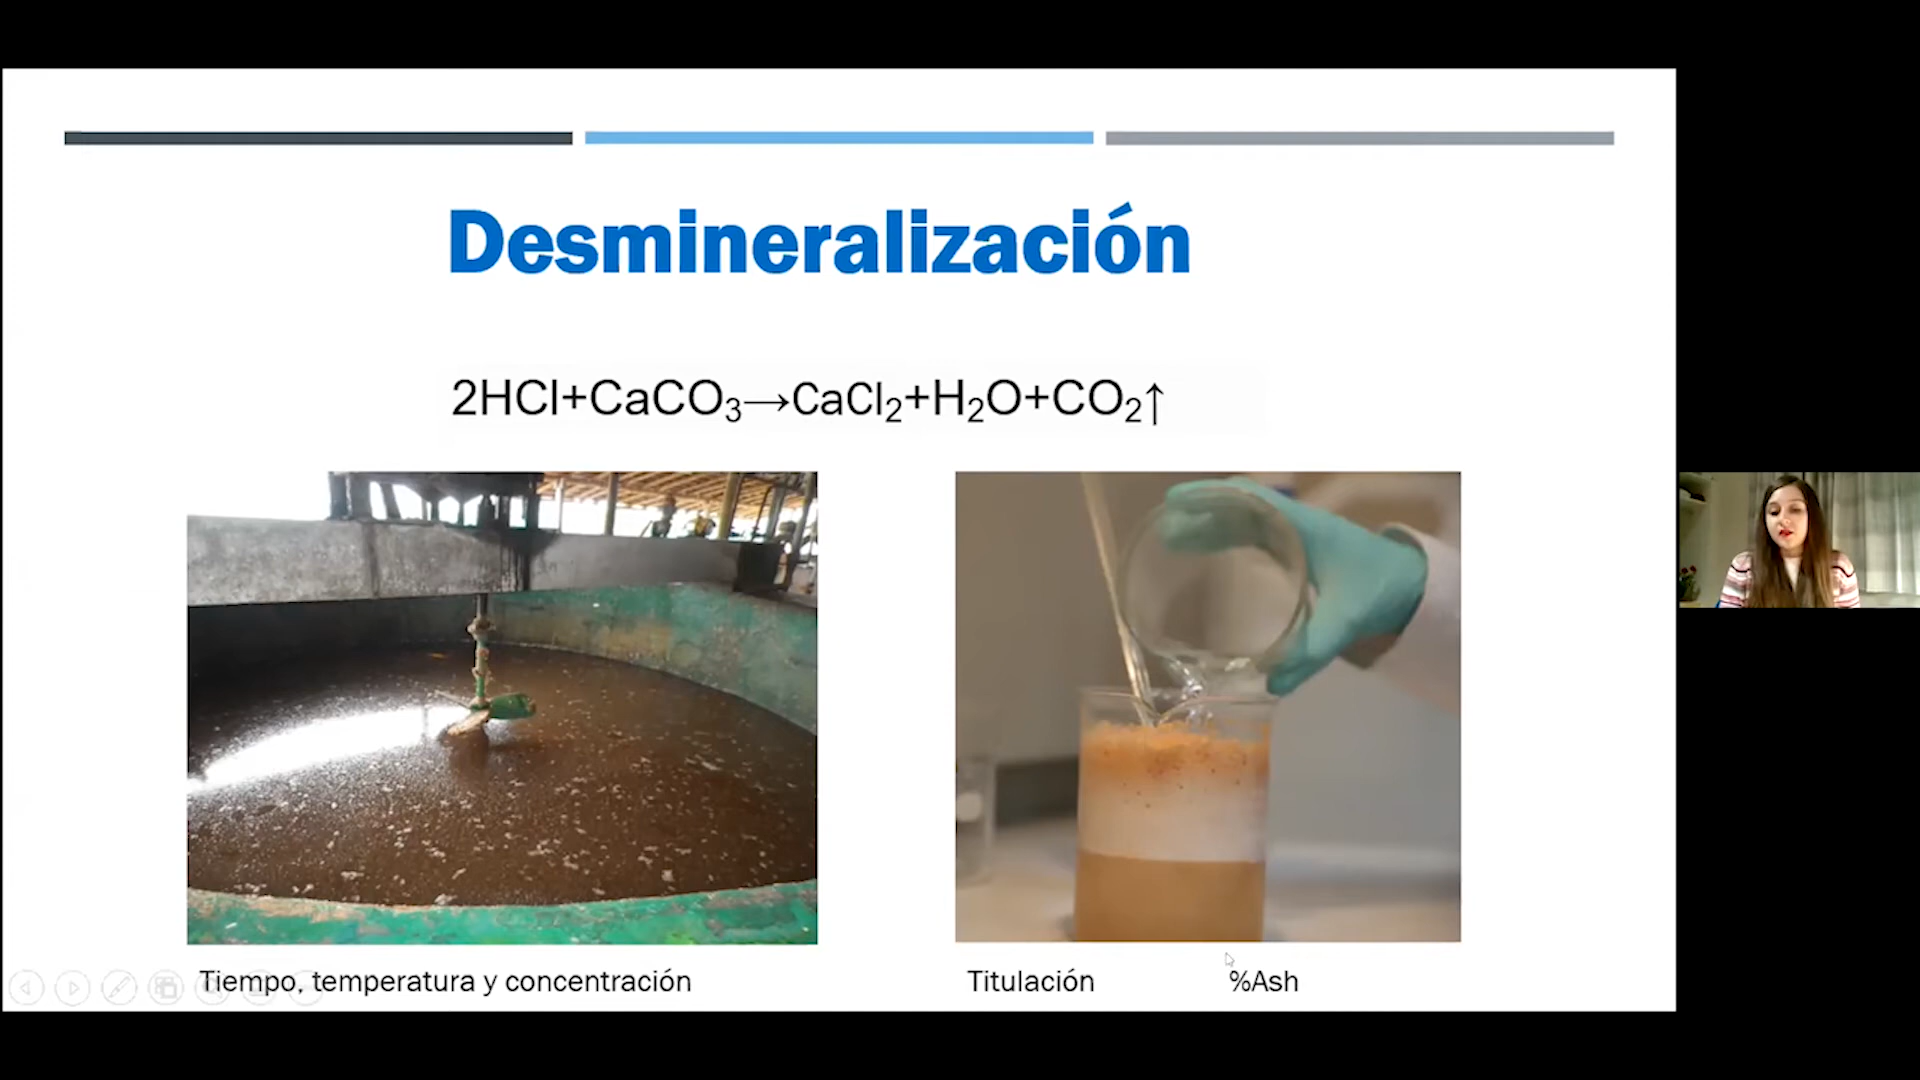 Desmineralización
2HCl+CaCO₃→CaCl₂+H₂O+CO₂↑
Tiempo, temperatura y concentración
Titulación %Ash